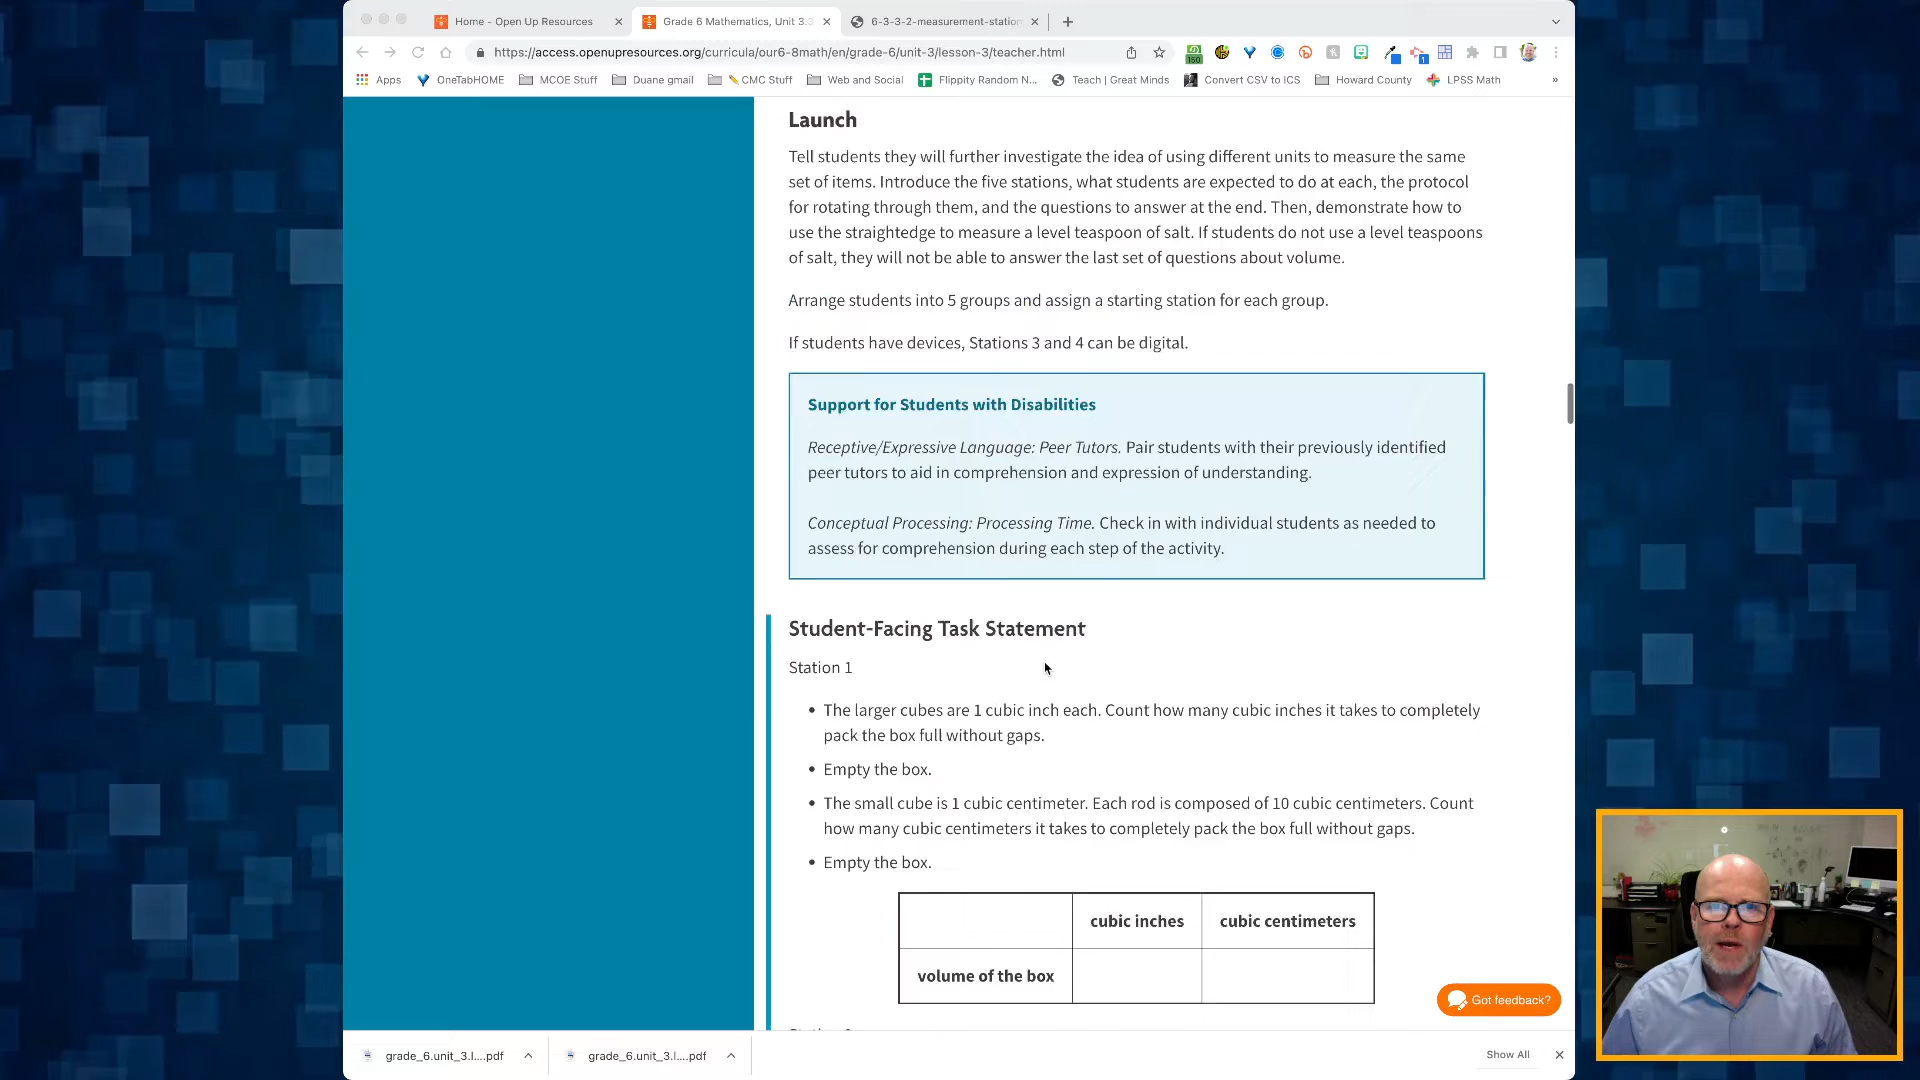 Home - Open Up Resources
Grade 6 Mathematics, Unit 3.3
6-3-3-2-measurement-station
https://access.openupresources.org/curricula/our6-8math/en/grade-6/unit-3/lesson-3/teacher.html
150
1
Apps
OneTabHOME
MCOE Stuff
Duane gmail
CMC Stuff
Web and Social
Flippity Random N...
Teach | Great Minds
Convert CSV to ICS
Howard County
LPSS Math
»
Launch
Tell students they will further investigate the idea of using different units to measure the same
set of items. Introduce the five stations, what students are expected to do at each, the protocol
for rotating through them, and the questions to answer at the end. Then, demonstrate how to
use the straightedge to measure a level teaspoon of salt. If students do not use a level teaspoons
of salt, they will not be able to answer the last set of questions about volume.
Arrange students into 5 groups and assign a starting station for each group.
If students have devices, Stations 3 and 4 can be digital.
Support for Students with Disabilities
Receptive/Expressive Language: Peer Tutors. Pair students with their previously identified
peer tutors to aid in comprehension and expression of understanding.
Conceptual Processing: Processing Time. Check in with individual students as needed to
assess for comprehension during each step of the activity.
Student-Facing Task Statement
Station 1
• The larger cubes are 1 cubic inch each. Count how many cubic inches it takes to completely
pack the box full without gaps.
• Empty the box.
• The small cube is 1 cubic centimeter. Each rod is composed of 10 cubic centimeters. Count
how many cubic centimeters it takes to completely pack the box full without gaps.
• Empty the box.
cubic inches
cubic centimeters
volume of the box
Got feedback?
grade_6.unit_3.l....pdf
grade_6.unit_3.l....pdf
Show All